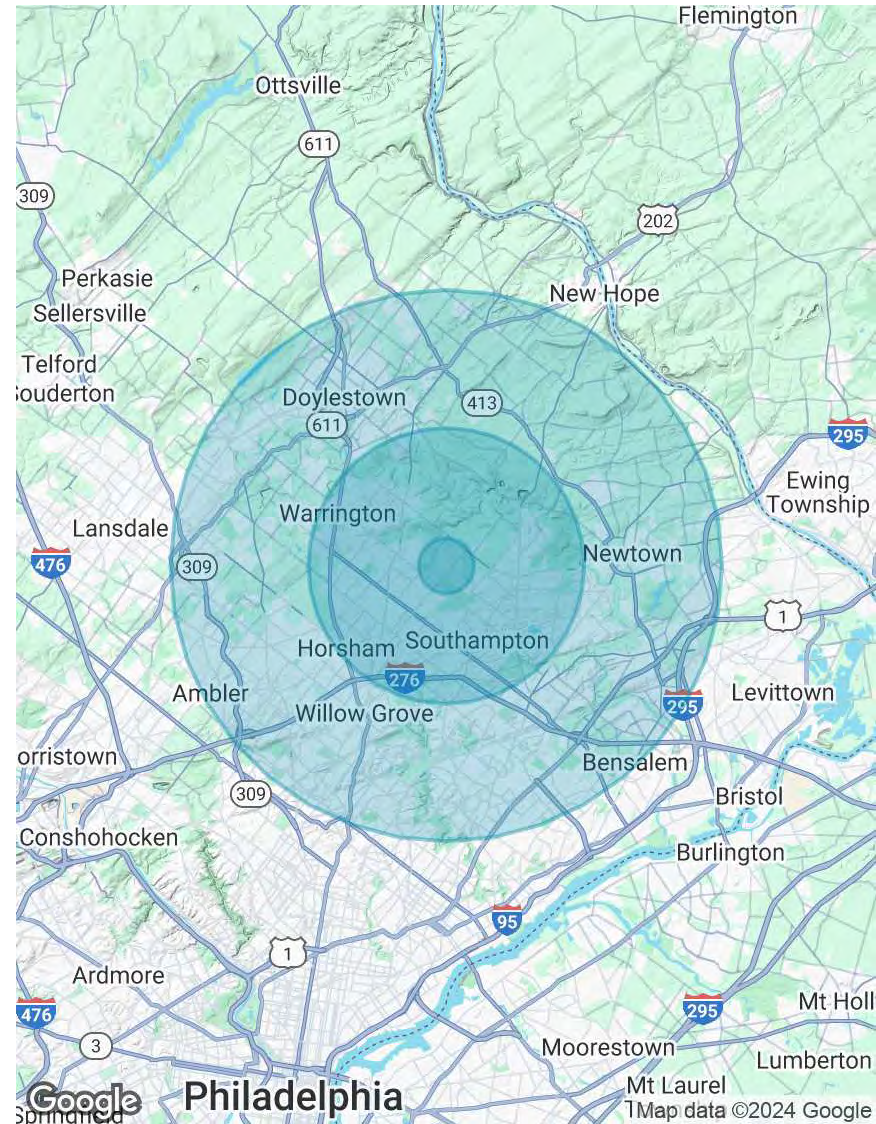 Flemington
Ottsville
611
309
202
Perkasie
New Hope
Sellersville
Telford
Souderton
Doylestown
413
611
295
Ewing
Township
Warrington
Lansdale
Newtown
476
309
1
Horsham
Southampton
276
Ambler
Levittown
295
Willow Grove
orristown
Bensalem
309
Bristol
Conshohocken
Burlington
95
1
Ardmore
476
295
Mt Holl
3
Moorestown
Lumberton
Mt Laurel
Google
Philadelphia
Springfield
Map data ©2024 Google